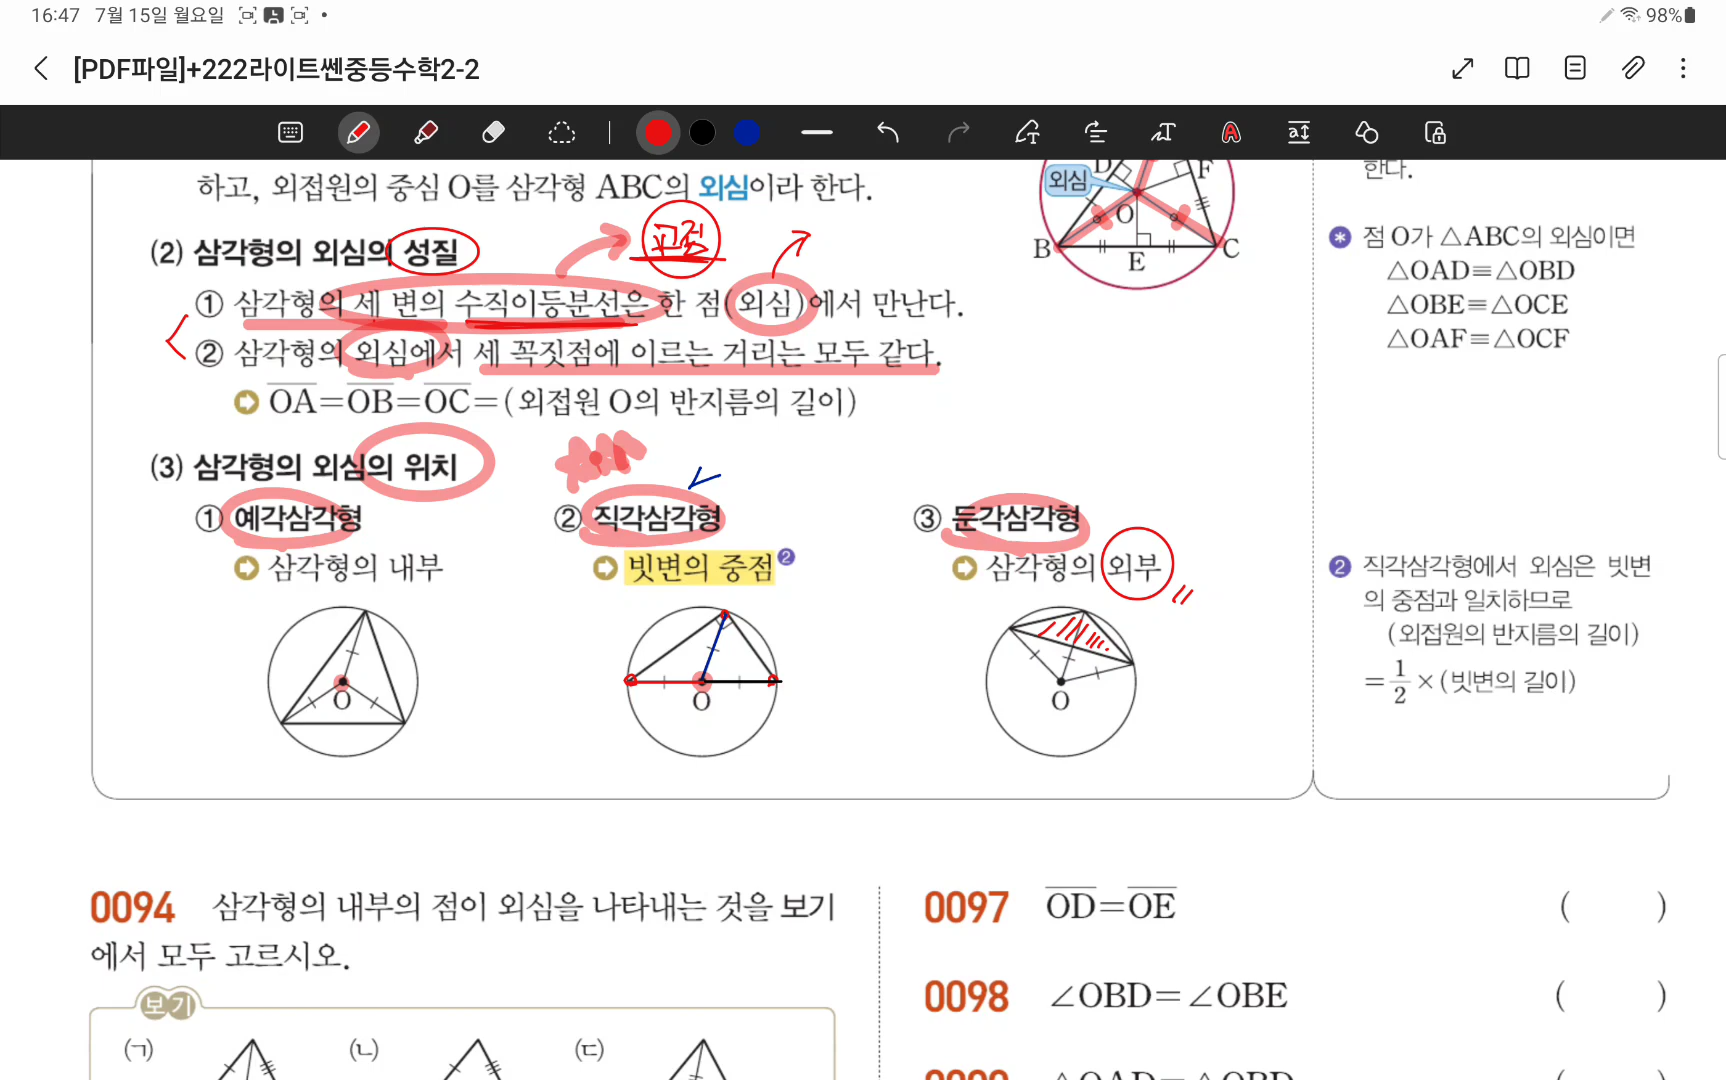 16:47 7월 15일 월요일
98%
[PDF파일]+222라이트쎈중등수학2-2
하고, 외접원의 중심 O를 삼각형 ABC의 외심이라 한다.
(2) 삼각형의 외심의 성질
교점
① 삼각형의 세 변의 수직이등분선은 한 점(외심)에서 만난다.
② 삼각형의 외심에서 세 꼭짓점에 이르는 거리는 모두 같다.
OA=OB=OC=(외접원 O의 반지름의 길이)
외심
D
F
O
B
E
C
(3) 삼각형의 외심의 위치
① 예각삼각형
삼각형의 내부
O
② 직각삼각형
빗변의 중점 2
O
③ 둔각삼각형
삼각형의 외부
O
한다.
* 점 O가 △ABC의 외심이면
△OAD≡△OBD
△OBE≡△OCE
△OAF≡△OCF
2 직각삼각형에서 외심은 빗변
의 중점과 일치하므로
(외접원의 반지름의 길이)
=1/2×(빗변의 길이)
0094 삼각형의 내부의 점이 외심을 나타내는 것을 보기
에서 모두 고르시오.
보기
(ㄱ) (ㄴ) (ㄷ)
0097 OD=OE ( )
0098 ∠OBD=∠OBE ( )